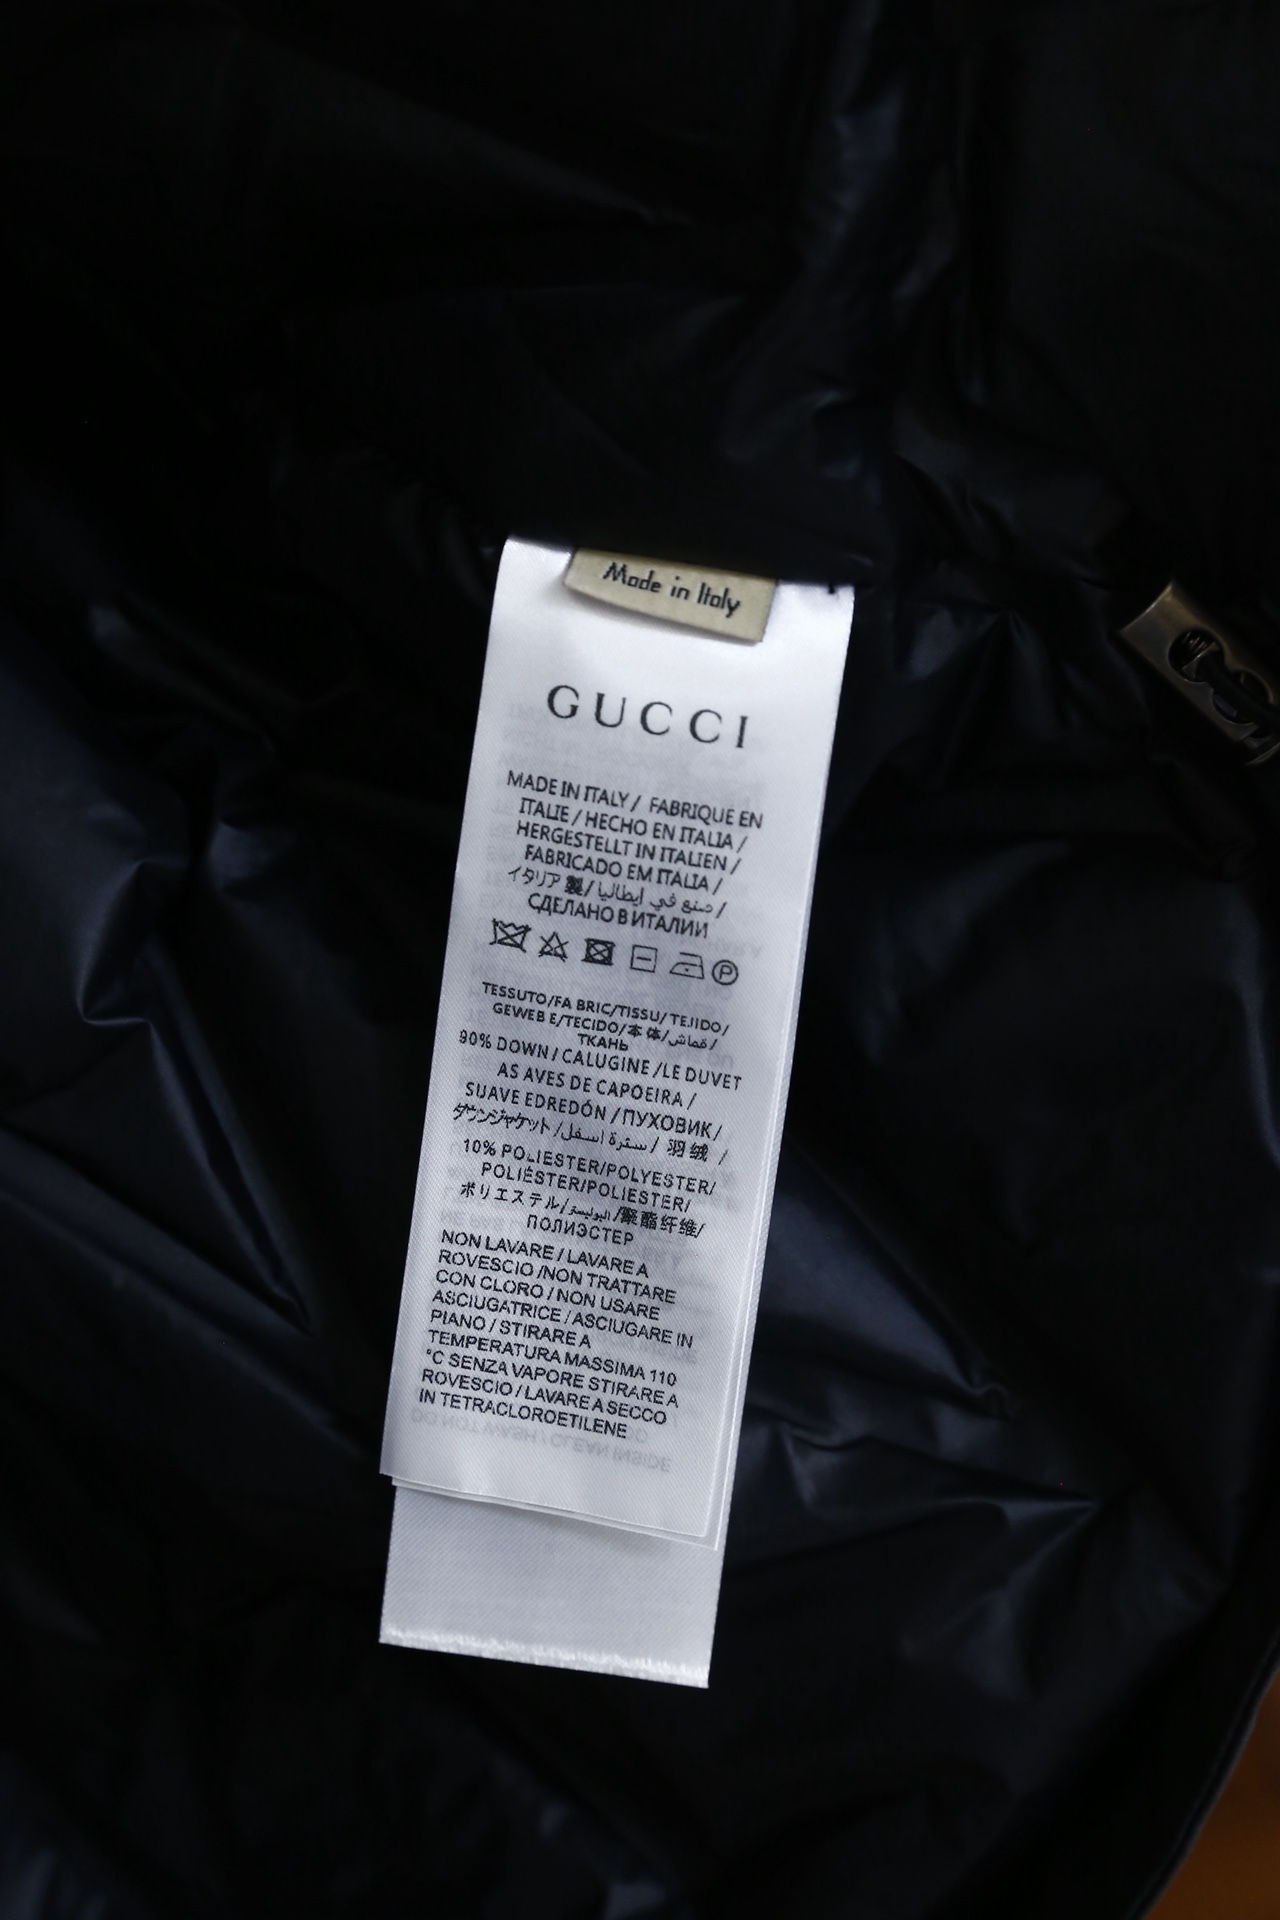 Made in Italy
GUCCI
MADE IN ITALY / FABRIQUE EN
ITALIE / HECHO EN ITALIA /
HERGESTELLT IN ITALIEN /
FABRICADO EM ITALIA /
イタリア 製/ صنع في إيطاليا /
СДЕЛАНО В ИТАЛИИ
P
TESSUTO/FA BRIC/TISSU/ TEJIDO/
GEWEB E/TECIDO/本体/قماش/
ТКАНЬ
90% DOWN / CALUGINE /LE DUVET
AS AVES DE CAPOEIRA /
SUAVE EDREDÓN / ПУХОВИК/
ダウンジャケット /سترة أسفل / 羽绒 /
10% POLIESTER/POLYESTER/
POLIÉSTER/POLIESTER/
ポリエステル/البوليستر/聚酯纤维/
ПОЛИЭСТЕР
NON LAVARE / LAVARE A
ROVESCIO /NON TRATTARE
CON CLORO / NON USARE
ASCIUGATRICE / ASCIUGARE IN
PIANO / STIRARE A
TEMPERATURA MASSIMA 110
°C SENZA VAPORE STIRARE A
ROVESCIO / LAVARE A SECCO
IN TETRACLOROETILENE